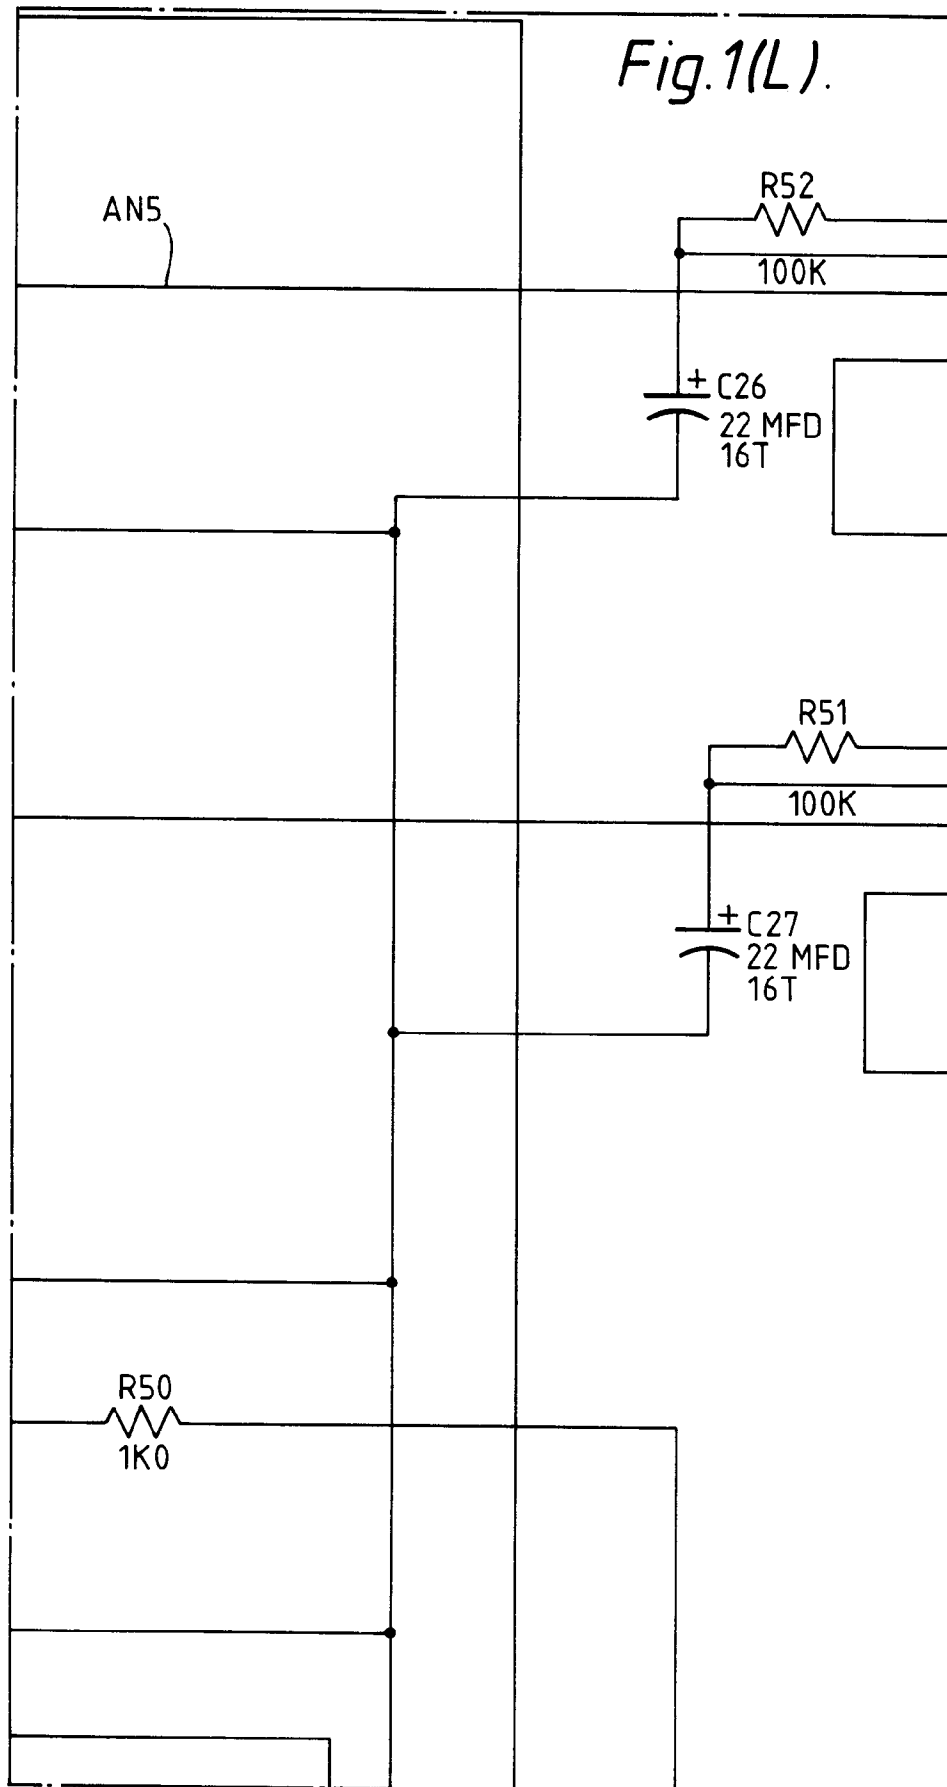 Fig.1(L).
R52
AN5
100K
+ C26
22 MFD
16T
R51
100K
+ C27
22 MFD
16T
R50
1K0